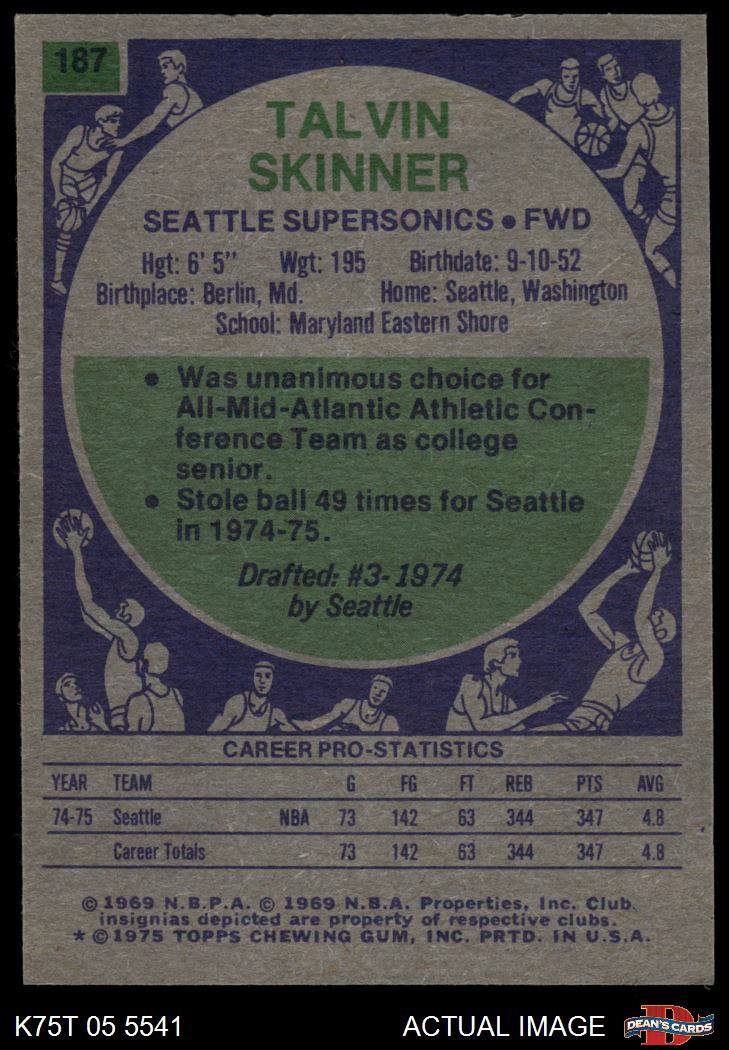 187
TALVIN
SKINNER
SEATTLE SUPERSONICS • FWD
Hgt: 6' 5" Wgt: 195 Birthdate: 9-10-52
Birthplace: Berlin, Md. Home: Seattle, Washington
School: Maryland Eastern Shore
• Was unanimous choice for
All-Mid-Atlantic Athletic Con-
ference Team as college
senior.
• Stole ball 49 times for Seattle
in 1974-75.
Drafted: #3-1974
by Seattle
CAREER PRO-STATISTICS
YEAR TEAM G FG FT REB PTS AVG
74-75 Seattle NBA 73 142 63 344 347 4.8
Career Totals 73 142 63 344 347 4.8
© 1969 N.B.P.A. © 1969 N.B.A. Properties, Inc. Club
insignias depicted are property of respective clubs.
* © 1975 TOPPS CHEWING GUM, INC. PRTD. IN U.S.A.
K75T 05 5541 ACTUAL IMAGE D DEAN'S CARDS